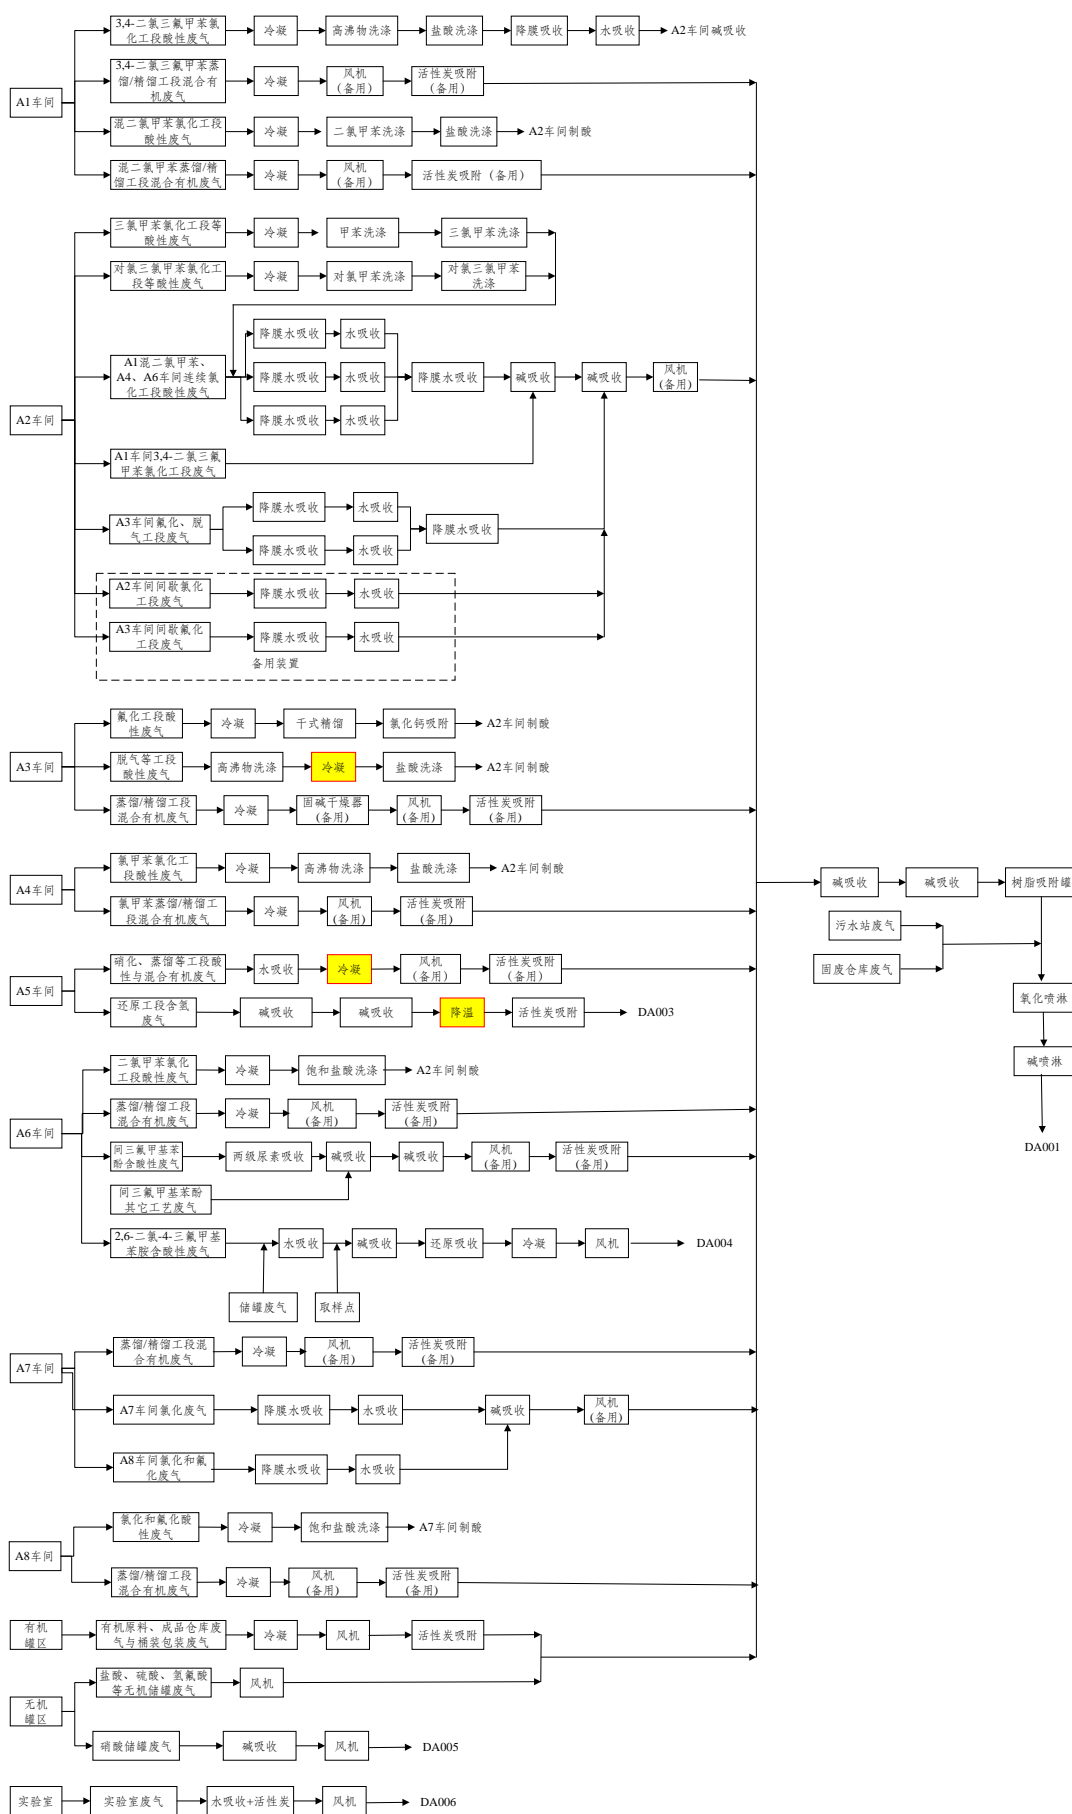 3,4-二氯三氟甲苯氯
化工段酸性废气
冷凝
高沸物洗涤
盐酸洗涤
降膜吸收
水吸收
A2车间碱吸收
A1车间
3,4-二氯三氟甲苯蒸
馏/精馏工段混合有
机废气
冷凝
风机
(备用)
活性炭吸附
(备用)
混二氯甲苯氯化工段
酸性废气
冷凝
二氯甲苯洗涤
盐酸洗涤
A2车间制酸
混二氯甲苯蒸馏/精
馏工段混合有机废气
冷凝
风机
(备用)
活性炭吸附（备用）
A2车间
三氯甲苯氯化工段等
酸性废气
冷凝
甲苯洗涤
三氯甲苯洗涤
对氯三氯甲苯氯化工
段等酸性废气
冷凝
对氯甲苯洗涤
对氯三氯甲苯
洗涤
A1混二氯甲苯、
A4、A6车间连续氯
化工段酸性废气
降膜水吸收
水吸收
降膜水吸收
水吸收
降膜水吸收
水吸收
降膜水吸收
碱吸收
碱吸收
风机
(备用)
A1车间3,4-二氯三氟
甲苯氯化工段废气
A3车间氟化、脱
气工段废气
降膜水吸收
水吸收
降膜水吸收
水吸收
降膜水吸收
A2车间间歇氯化
工段废气
降膜水吸收
水吸收
A3车间间歇氟化
工段废气
降膜水吸收
水吸收
备用装置
A3车间
氟化工段酸
性废气
冷凝
干式精馏
氯化钙吸附
A2车间制酸
脱气等工段
酸性废气
高沸物洗涤
冷凝
盐酸洗涤
A2车间制酸
蒸馏/精馏工段
混合有机废气
冷凝
固碱干燥器
(备用)
风机
(备用)
活性炭吸附
(备用)
A4车间
氯甲苯氯化工
段酸性废气
冷凝
高沸物洗涤
盐酸洗涤
A2车间制酸
氯甲苯蒸馏/精馏工
段混合有机废气
冷凝
风机
(备用)
活性炭吸附
(备用)
碱吸收
碱吸收
树脂吸附罐
污水站废气
固废仓库废气
氧化喷淋
碱喷淋
DA001
A5车间
硝化、蒸馏等工段酸
性与混合有机废气
水吸收
冷凝
风机
(备用)
活性炭吸附
(备用)
还原工段含氢
废气
碱吸收
碱吸收
降温
活性炭吸附
DA003
A6车间
二氯甲苯氯化
工段酸性废气
冷凝
饱和盐酸洗涤
A2车间制酸
蒸馏/精馏工段
混合有机废气
冷凝
风机
(备用)
活性炭吸附
(备用)
间三氟甲基苯
酚含酸性废气
两级尿素吸收
碱吸收
碱吸收
风机
(备用)
活性炭吸附
(备用)
间三氟甲基苯酚
其它工艺废气
2,6-二氯-4-三氟甲基
苯胺含酸性废气
水吸收
碱吸收
还原吸收
冷凝
风机
DA004
储罐废气
取样点
A7车间
蒸馏/精馏工段混
合有机废气
冷凝
风机
(备用)
活性炭吸附
(备用)
A7车间氯化废气
降膜水吸收
水吸收
碱吸收
风机
(备用)
A8车间氯化和氟
化废气
降膜水吸收
水吸收
A8车间
氯化和氟化酸
性废气
冷凝
饱和盐酸洗涤
A7车间制酸
蒸馏/精馏工段
混合有机废气
冷凝
风机
(备用)
活性炭吸附
(备用)
有机
罐区
有机原料、成品仓库废
气与桶装包装废气
冷凝
风机
活性炭吸附
无机
罐区
盐酸、硫酸、氢氟酸
等无机储罐废气
风机
硝酸储罐废气
碱吸收
风机
DA005
实验室
实验室废气
水吸收+活性炭
风机
DA006